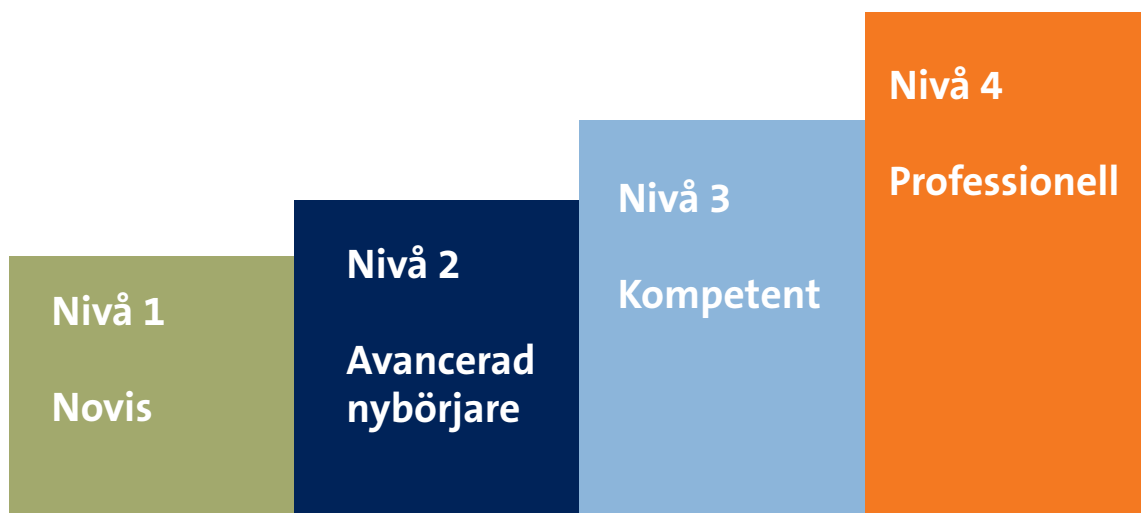 Nivå 1
Novis
Nivå 2
Avancerad
nybörjare
Nivå 3
Kompetent
Nivå 4
Professionell